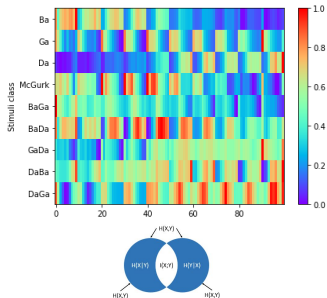 Ba
Ga
Da
McGurk
BaGa
BaDa
GaDa
DaBa
DaGa
Stimuli class
0 20 40 60 80
1.0
0.8
0.6
0.4
0.2
0.0
H(X,Y)
H(X|Y) I(X;Y) H(Y|X)
H(X,Y) H(X,Y)